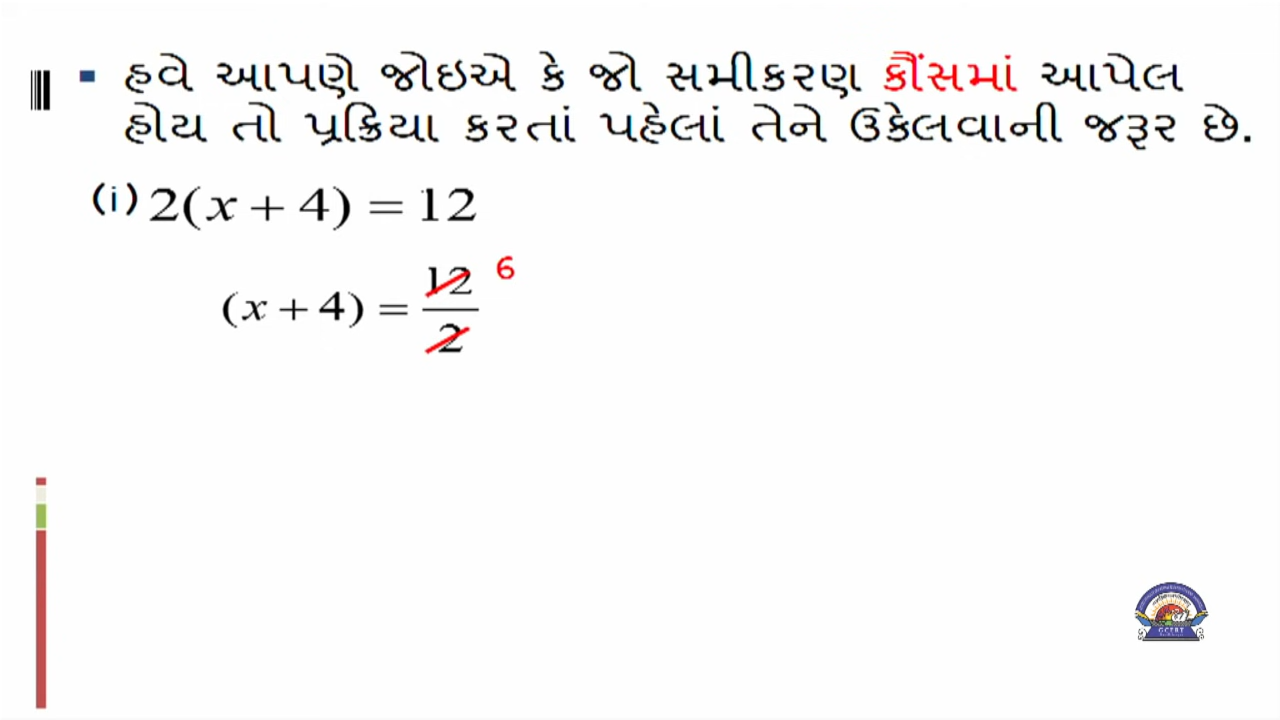 ▪ હવે આપણે જોઇએ કે જો સમીકરણ કૌંસમાં આપેલ
હોય તો પ્રક્રિયા કરતાં પહેલાં તેને ઉકેલવાની જરૂર છે.
(i) 2(x + 4) = 12
12 6
(x + 4) =
2
GCERT